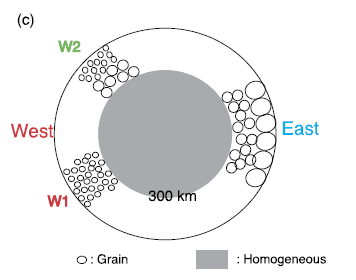 (c)
W2
West
East
W1
300 km
: Grain
: Homogeneous